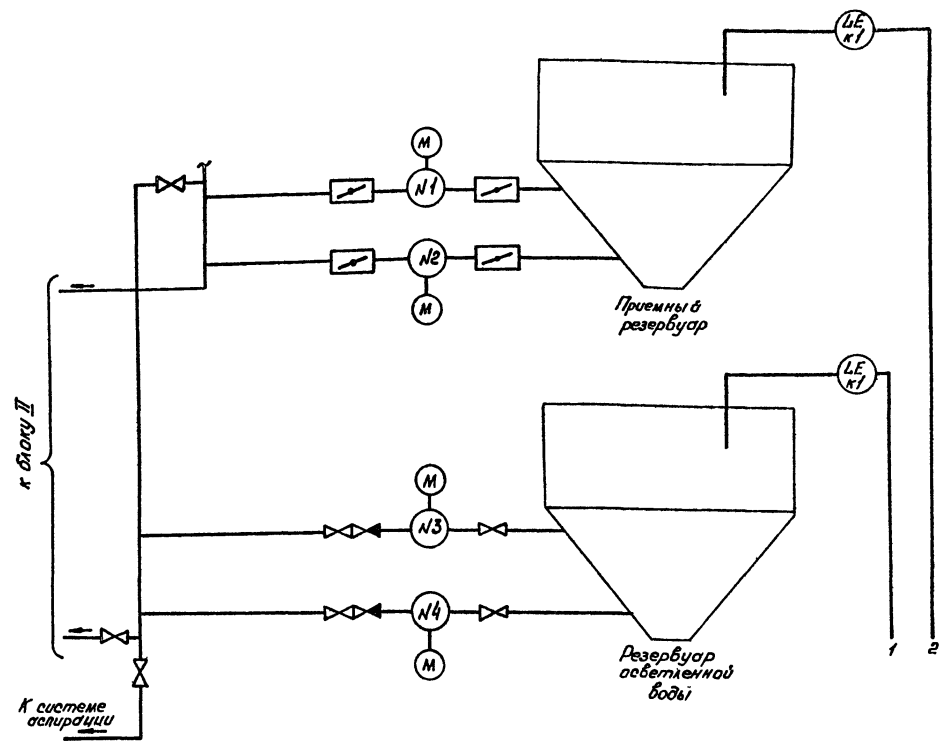 LE
к1
М
N1
N2
М
Приемный
резервуар
к блоку II
LE
к1
М
N3
N4
М
Резервуар
осветленной
воды
1
2
К системе
аспирации